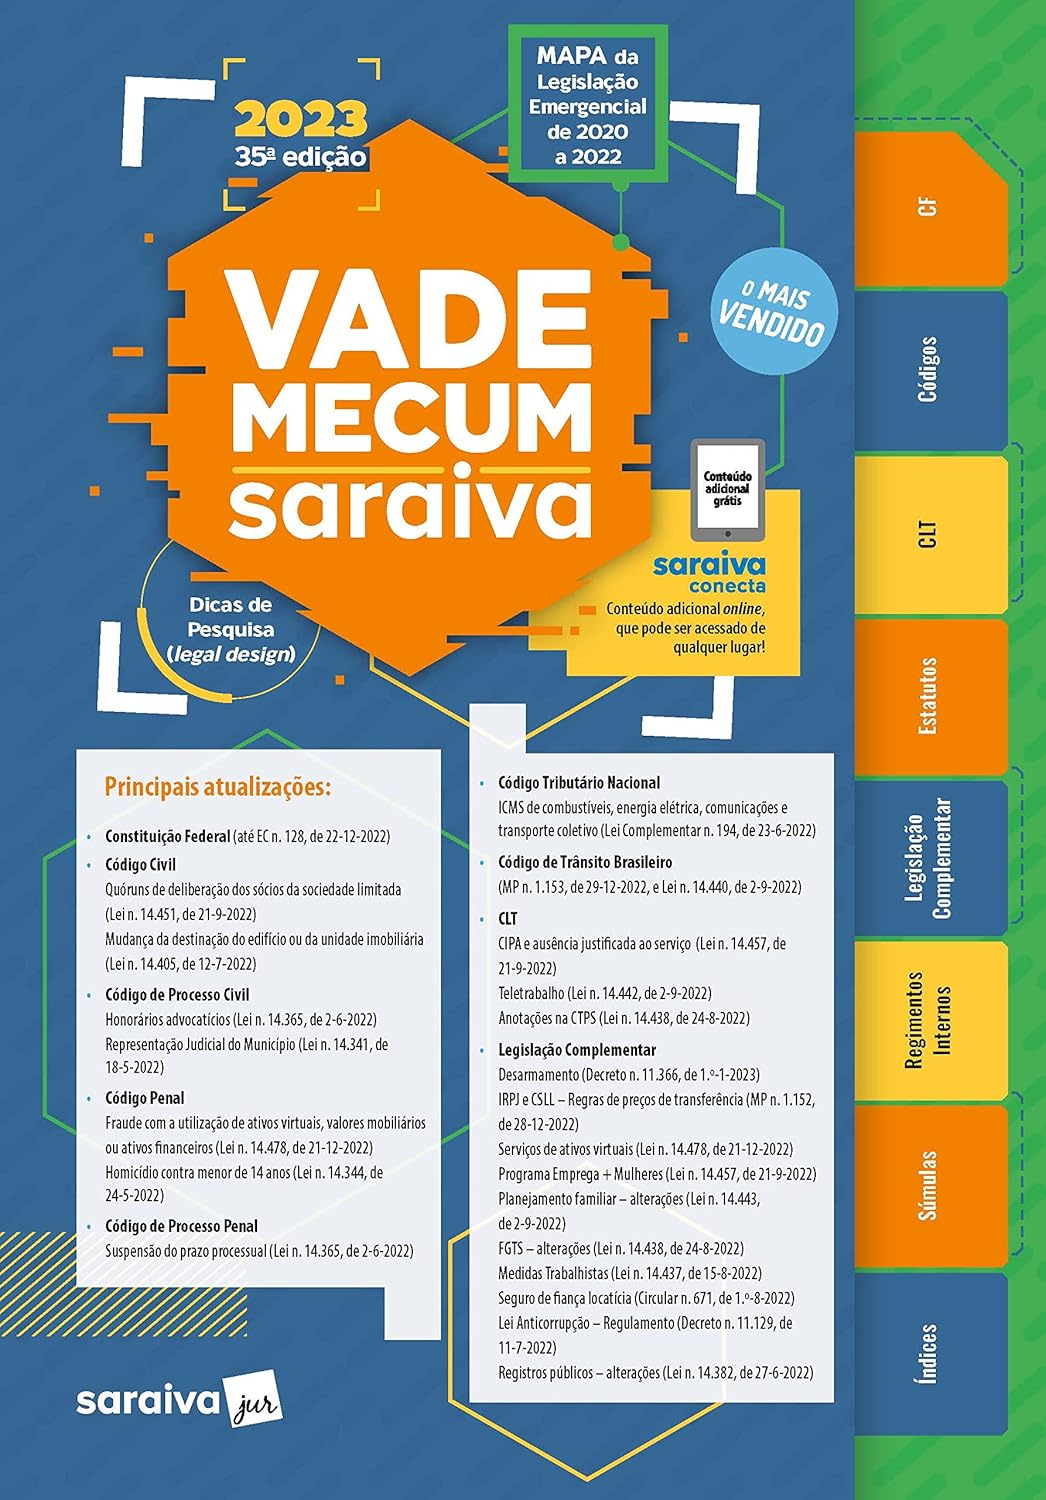 2023
35ª edição
MAPA da
Legislação
Emergencial
de 2020
a 2022
VADE
MECUM
saraiva
O MAIS
VENDIDO
Conteúdo
adicional
grátis
saraiva
conecta
Conteúdo adicional online,
que pode ser acessado de
qualquer lugar!
Dicas de
Pesquisa
(legal design)
Principais atualizações:
• Constituição Federal (até EC n. 128, de 22-12-2022)
• Código Civil
Quóruns de deliberação dos sócios da sociedade limitada
(Lei n. 14.451, de 21-9-2022)
Mudança da destinação do edifício ou da unidade imobiliária
(Lei n. 14.405, de 12-7-2022)
• Código de Processo Civil
Honorários advocatícios (Lei n. 14.365, de 2-6-2022)
Representação Judicial do Município (Lei n. 14.341, de
18-5-2022)
• Código Penal
Fraude com a utilização de ativos virtuais, valores mobiliários
ou ativos financeiros (Lei n. 14.478, de 21-12-2022)
Homicídio contra menor de 14 anos (Lei n. 14.344, de
24-5-2022)
• Código de Processo Penal
Suspensão do prazo processual (Lei n. 14.365, de 2-6-2022)
• Código Tributário Nacional
ICMS de combustíveis, energia elétrica, comunicações e
transporte coletivo (Lei Complementar n. 194, de 23-6-2022)
• Código de Trânsito Brasileiro
(MP n. 1.153, de 29-12-2022, e Lei n. 14.440, de 2-9-2022)
• CLT
CIPA e ausência justificada ao serviço (Lei n. 14.457, de
21-9-2022)
Teletrabalho (Lei n. 14.442, de 2-9-2022)
Anotações na CTPS (Lei n. 14.438, de 24-8-2022)
• Legislação Complementar
Desarmamento (Decreto n. 11.366, de 1.º-1-2023)
IRPJ e CSLL – Regras de preços de transferência (MP n. 1.152,
de 28-12-2022)
Serviços de ativos virtuais (Lei n. 14.478, de 21-12-2022)
Programa Emprega + Mulheres (Lei n. 14.457, de 21-9-2022)
Planejamento familiar – alterações (Lei n. 14.443,
de 2-9-2022)
FGTS – alterações (Lei n. 14.438, de 24-8-2022)
Medidas Trabalhistas (Lei n. 14.437, de 15-8-2022)
Seguro de fiança locatícia (Circular n. 671, de 1.º-8-2022)
Lei Anticorrupção – Regulamento (Decreto n. 11.129, de
11-7-2022)
Registros públicos – alterações (Lei n. 14.382, de 27-6-2022)
saraiva jur
CF
Códigos
CLT
Estatutos
Legislação
Complementar
Regimentos
Internos
Súmulas
Índices